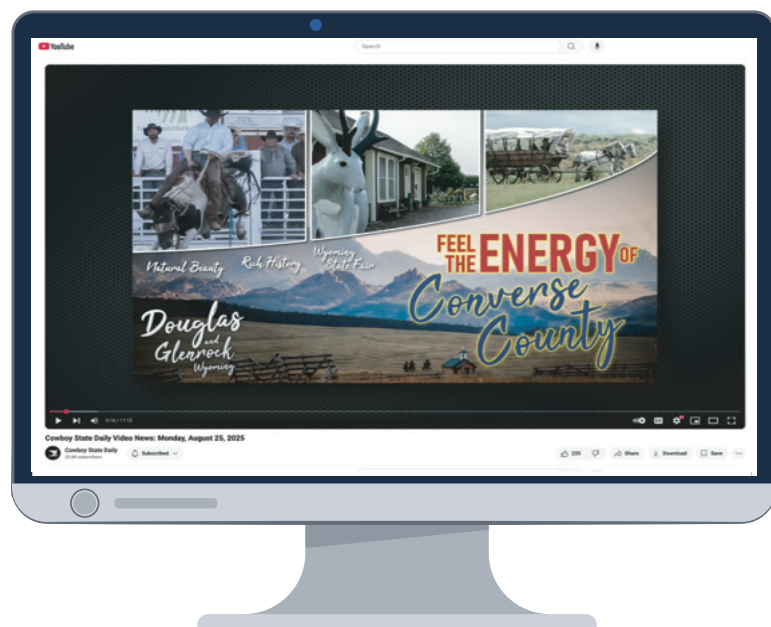 YouTube
Search
Natural Beauty
Rich History
Wyoming
State Fair
FEEL
THE
ENERGY
OF
Converse
County
Douglas
and
Glenrock
Wyoming
Cowboy State Daily Video News: Monday, August 25, 2025
Cowboy State Daily
Subscribed
Share
Download
Save